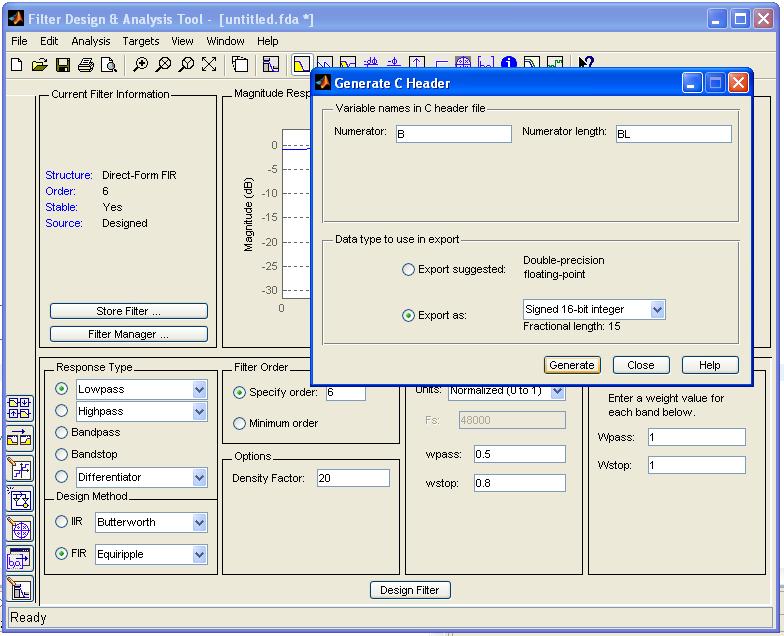 Filter Design & Analysis Tool - [untitled.fda *]
File Edit Analysis Targets View Window Help
Generate C Header
Variable names in C header file
Numerator: B Numerator length: BL
Data type to use in export
Export suggested: Double-precision
floating-point
Export as: Signed 16-bit integer
Fractional length: 15
Generate Close Help
Current Filter Information
Structure: Direct-Form FIR
Order: 6
Stable: Yes
Source: Designed
Store Filter ...
Filter Manager ...
Magnitude Resp
Magnitude (dB)
0
-5
-10
-15
-20
-25
-30
0
Response Type
Lowpass
Highpass
Bandpass
Bandstop
Differentiator
Design Method
IIR Butterworth
FIR Equiripple
Filter Order
Specify order: 6
Minimum order
Options
Density Factor: 20
Units: Normalized (0 to 1)
Fs: 48000
wpass: 0.5
wstop: 0.8
Enter a weight value for
each band below.
Wpass: 1
Wstop: 1
Design Filter
Ready